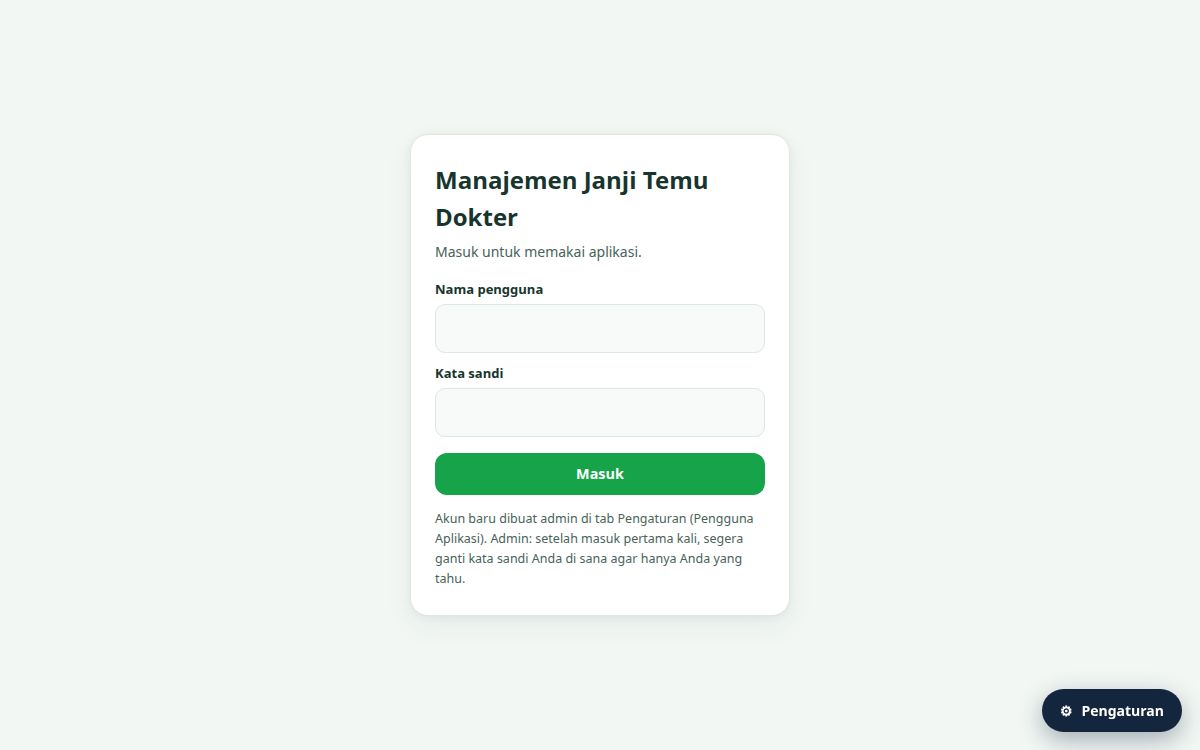 Manajemen Janji Temu
Dokter
Masuk untuk memakai aplikasi.
Nama pengguna
Kata sandi
Masuk
Akun baru dibuat admin di tab Pengaturan (Pengguna
Aplikasi). Admin: setelah masuk pertama kali, segera
ganti kata sandi Anda di sana agar hanya Anda yang
tahu.
⚙ Pengaturan